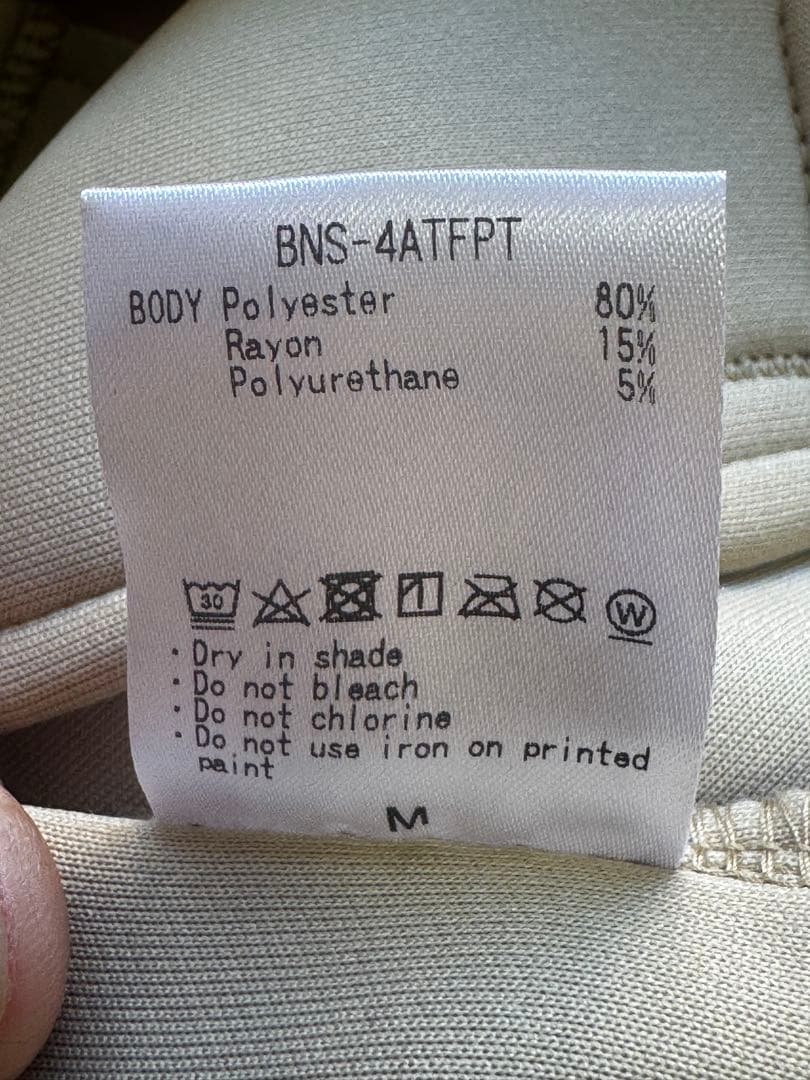 BNS-4ATFPT
BODY Polyester 80%
Rayon 15%
Polyurethane 5%
30 W
・Dry in shade
・Do not bleach
・Do not chlorine
・Do not use iron on printed
paint
M